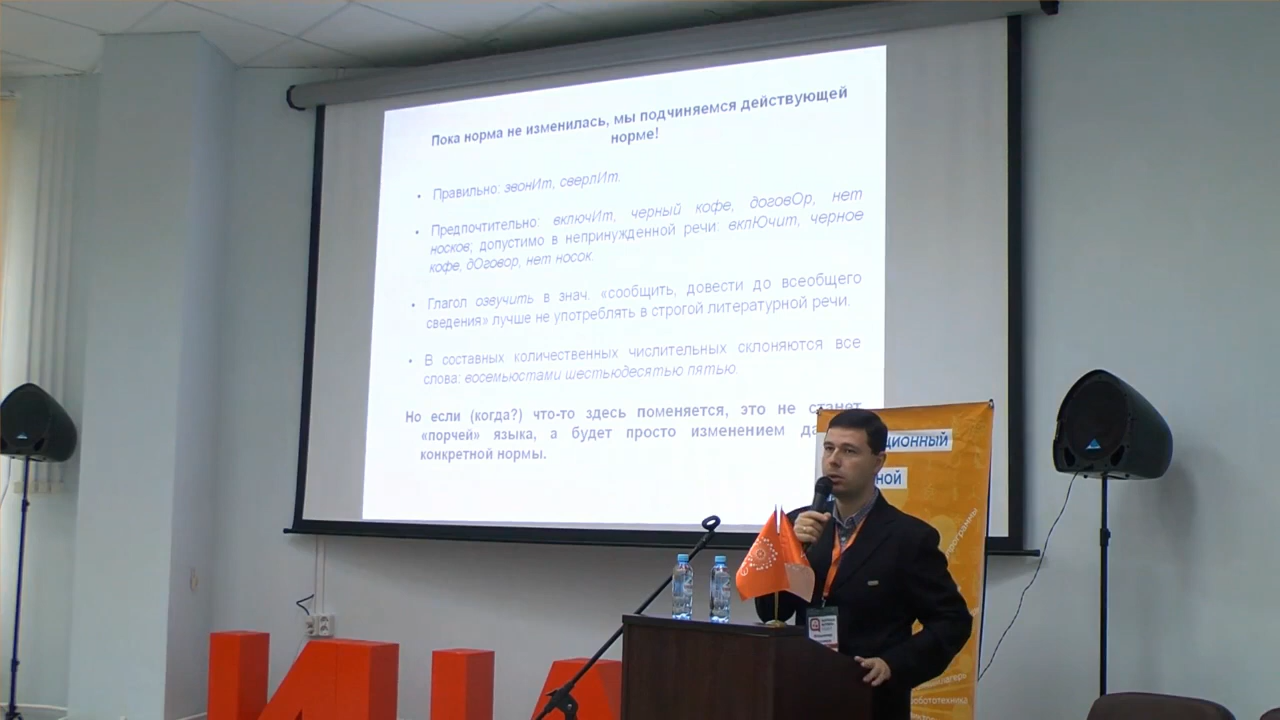 Пока норма не изменилась, мы подчиняемся действующей
норме!
• Правильно: звонИт, сверлИт.
• Предпочтительно: включИт, черный кофе, договОр, нет
носков; допустимо в непринужденной речи: вклЮчит, черное
кофе, дОговор, нет носок.
• Глагол озвучить в знач. «сообщить, довести до всеобщего
сведения» лучше не употреблять в строгой литературной речи.
• В составных количественных числительных склоняются все
слова: восемьюстами шестьюдесятью пятью.
Но если (когда?) что-то здесь поменяется, это не станет
«порчей» языка, а будет просто изменением
конкретной нормы.
ЦИОННЫЙ
НОЙ
робототехника